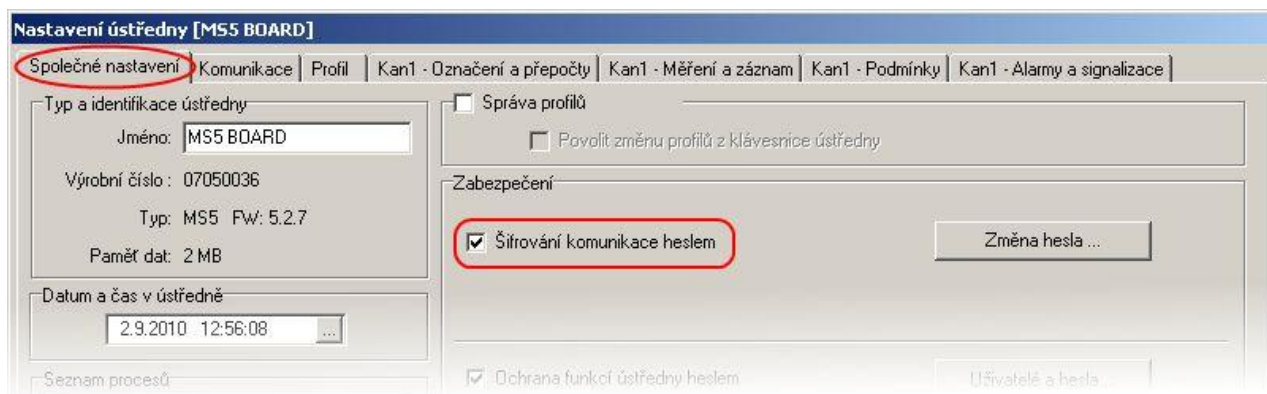 Nastavení ústředny [MS5 BOARD]
Společné nastavení Komunikace Profil Kan1 - Označení a přepočty Kan1 - Měření a záznam Kan1 - Podmínky Kan1 - Alarmy a signalizace
Typ a identifikace ústředny
Jméno: MS5 BOARD
Výrobní číslo : 07050036
Typ: MS5 FW: 5.2.7
Paměť dat: 2 MB
Datum a čas v ústředně
2.9.2010 12:56:08 ...
Seznam procesů
Správa profilů
Povolit změnu profilů z klávesnice ústředny
Zabezpečení
Šifrování komunikace heslem
Změna hesla ...
Ochrana funkcí ústředny heslem
Uživatelé a hesla ...